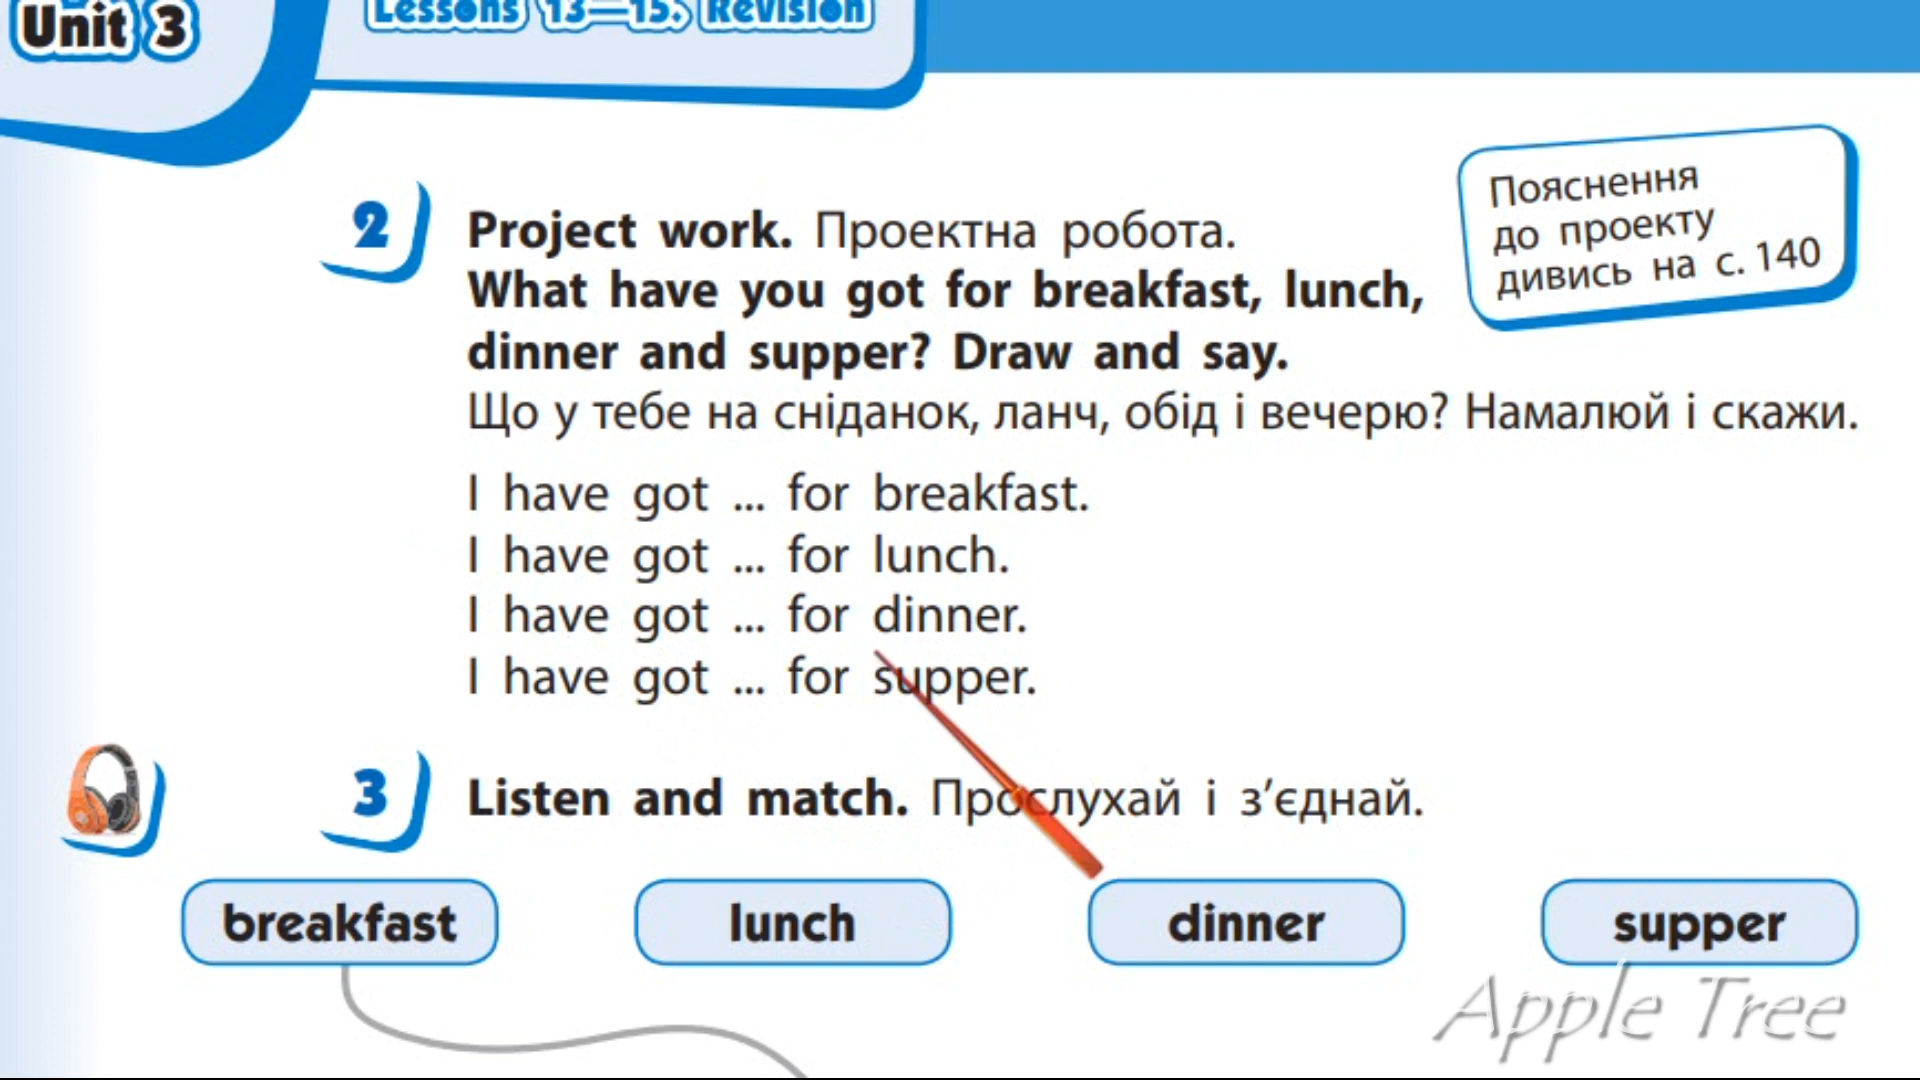 Unit 3
Lessons 13—15. Revision
Пояснення
до проекту
дивись на с. 140
2 Project work. Проектна робота.
What have you got for breakfast, lunch,
dinner and supper? Draw and say.
Що у тебе на сніданок, ланч, обід і вечерю? Намалюй і скажи.
I have got ... for breakfast.
I have got ... for lunch.
I have got ... for dinner.
I have got ... for supper.
3 Listen and match. Прослухай і з’єднай.
breakfast lunch dinner supper
Apple Tree